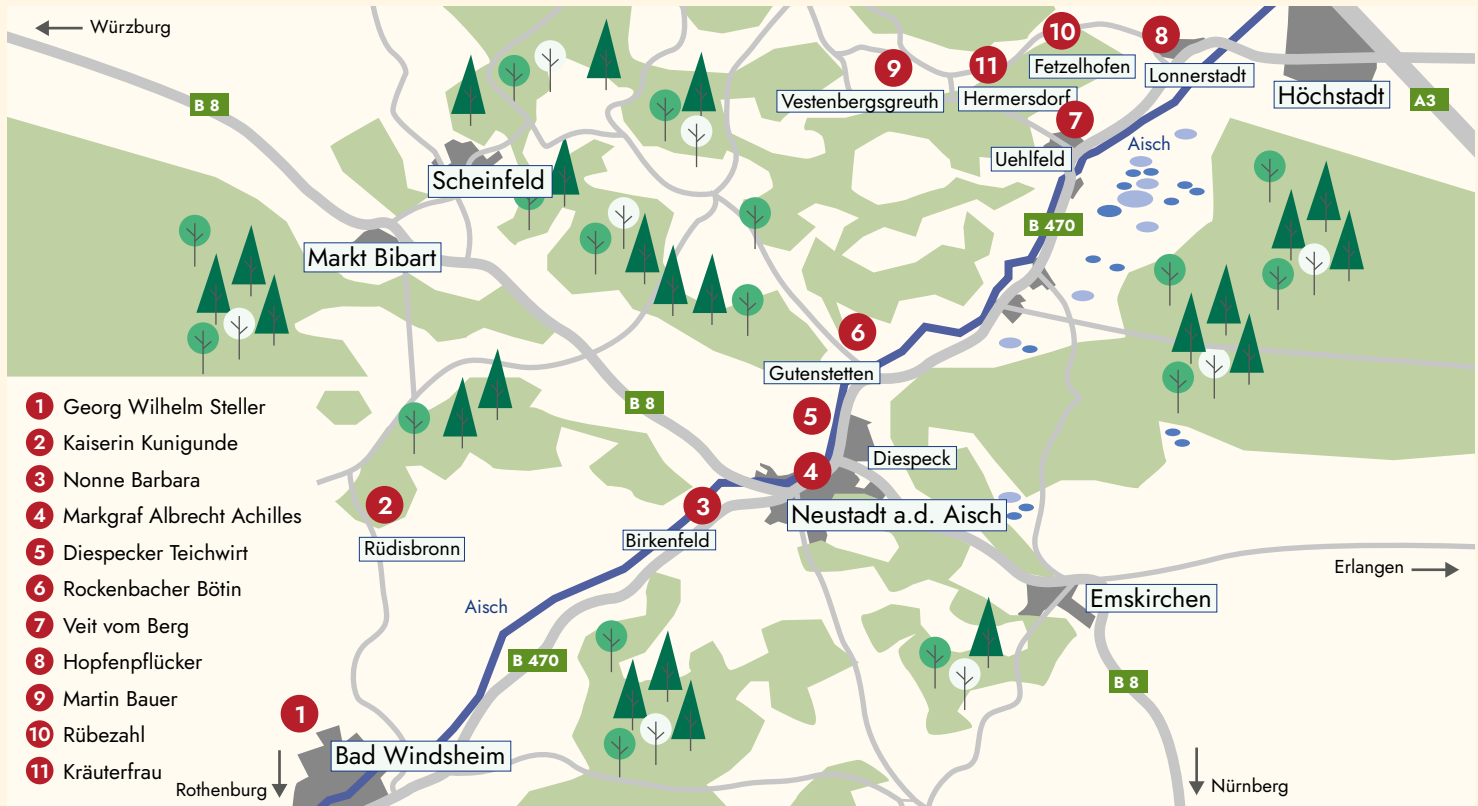 Würzburg
10
8
9
11
Fetzelhofen
Lonnerstadt
Vestenbergsgreuth
Hermersdorf
Höchstadt
B 8
A3
7
Aisch
Uehlfeld
Scheinfeld
B 470
Markt Bibart
6
Gutenstetten
B 8
5
Diespeck
4
2
3
Neustadt a.d. Aisch
Birkenfeld
Rüdisbronn
Erlangen
Emskirchen
Aisch
B 470
B 8
1
Bad Windsheim
Rothenburg
Nürnberg
1 Georg Wilhelm Steller
2 Kaiserin Kunigunde
3 Nonne Barbara
4 Markgraf Albrecht Achilles
5 Diespecker Teichwirt
6 Rockenbacher Bötin
7 Veit vom Berg
8 Hopfenpflücker
9 Martin Bauer
10 Rübezahl
11 Kräuterfrau